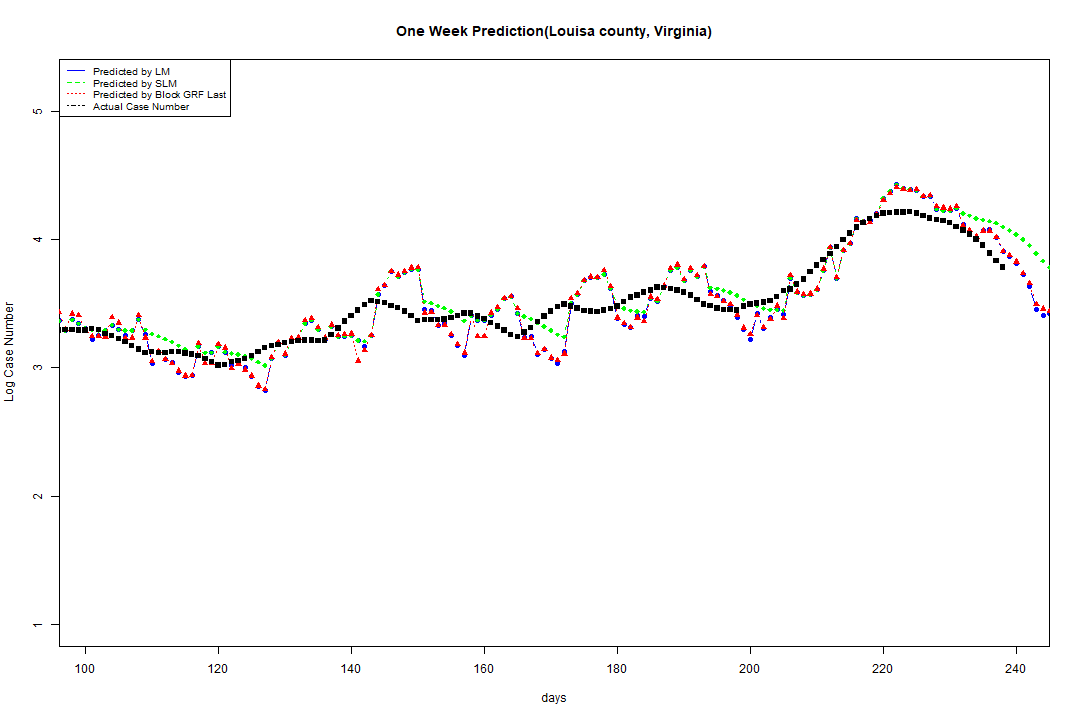 One Week Prediction(Louisa county, Virginia)
Predicted by LM
Predicted by SLM
Predicted by Block GRF Last
Actual Case Number
5
4
3
2
1
Log Case Number
100 120 140 160 180 200 220 240
days